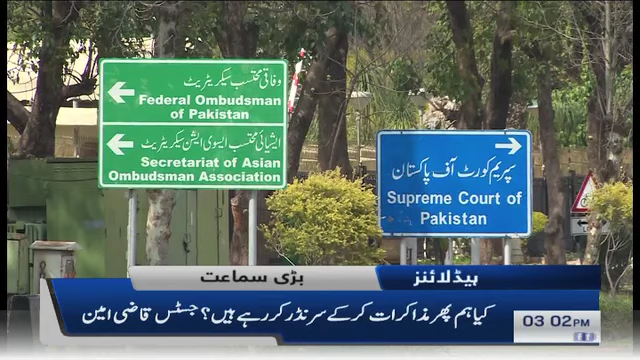 وفاقی محتسب سیکریٹریٹ
Federal Ombudsman
of Pakistan
ایشیائی محتسب ایسوی ایشن سیکریٹریٹ
Secretariat of Asian
Ombudsman Association
سپریم کورٹ آف پاکستان
Supreme Court of
Pakistan
ہیڈلائنز
بڑی سماعت
کیا ہم پھر مذاکرات کر کے سرنڈر کر رہے ہیں؟ جسٹس قاضی امین
03 02PM